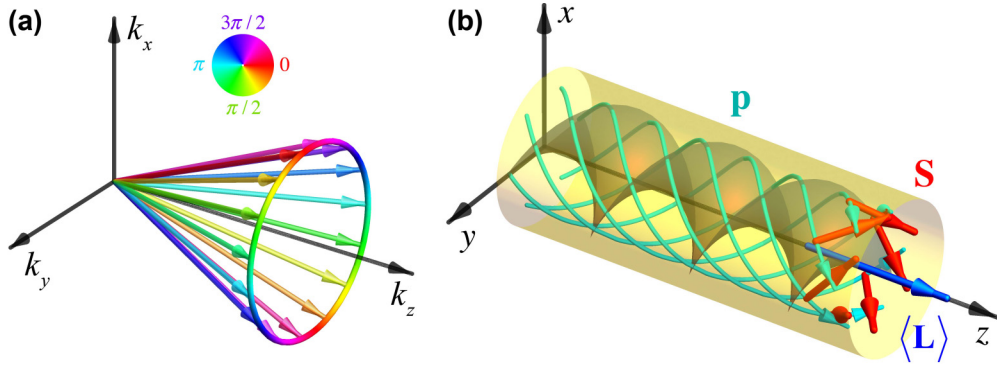 (a)
k_x
3π/2
π
0
π/2
k_y
k_z
(b)
x
p
S
y
⟨L⟩
z